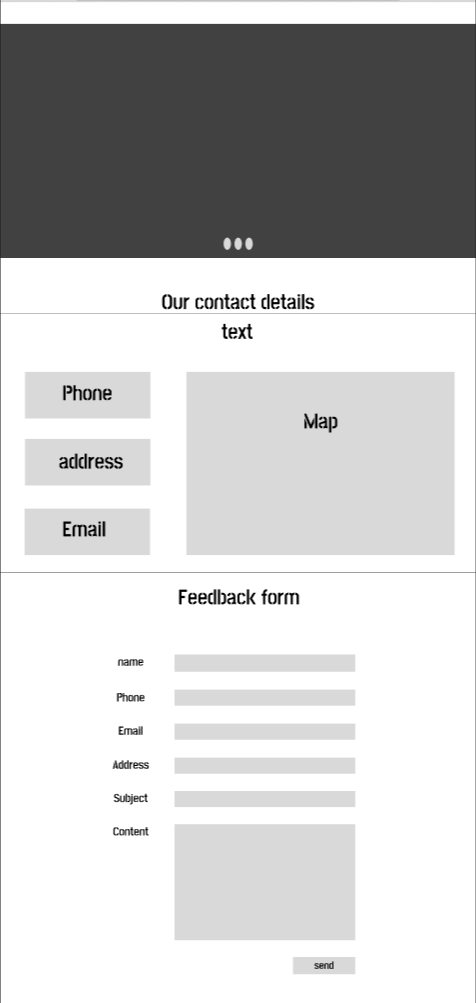 Our contact details
text
Phone
Map
address
Email
Feedback form
name
Phone
Email
Address
Subject
Content
send